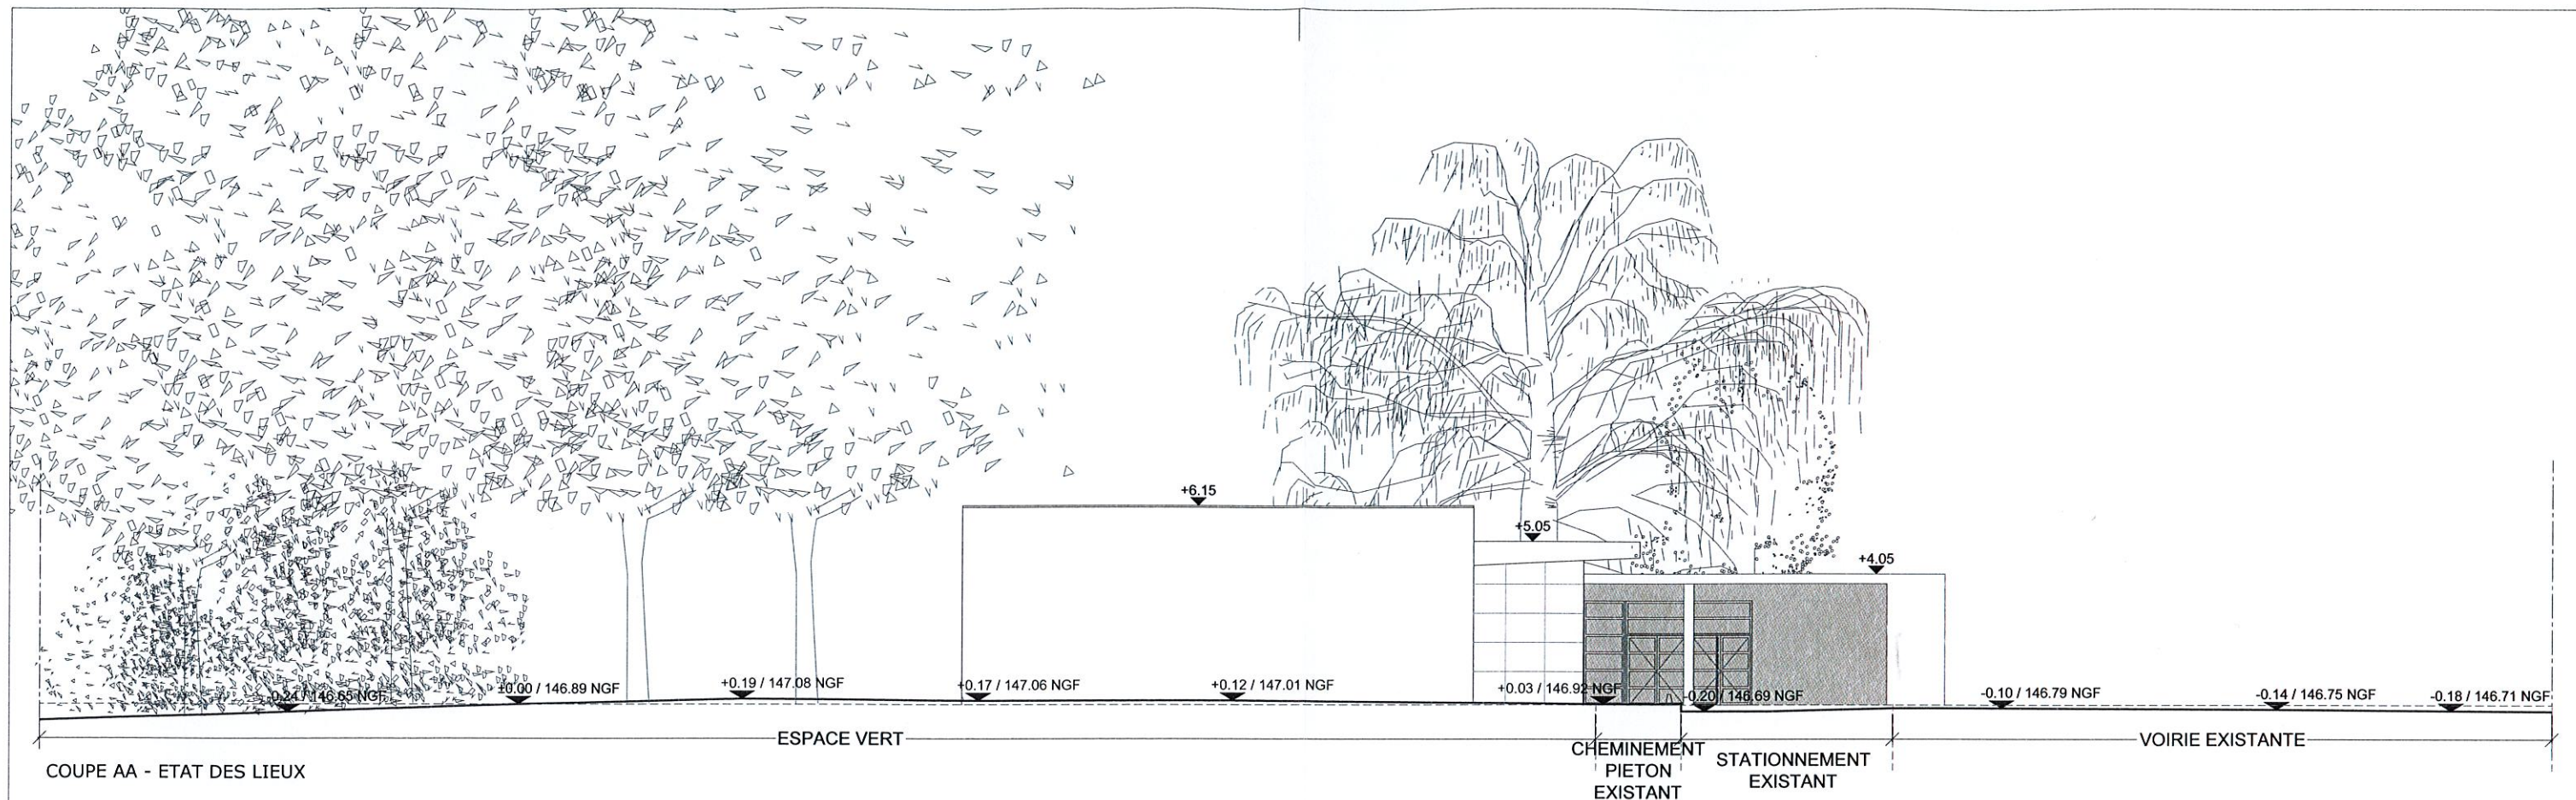 +6.15
+5.05
+4.05
-0.24 / 146.65 NGF
±0.00 / 146.89 NGF
+0.19 / 147.08 NGF
+0.17 / 147.06 NGF
+0.12 / 147.01 NGF
+0.03 / 146.92 NGF
-0.20 / 146.69 NGF
-0.10 / 146.79 NGF
-0.14 / 146.75 NGF
-0.18 / 146.71 NGF
ESPACE VERT
CHEMINEMENT
PIETON
EXISTANT
STATIONNEMENT
EXISTANT
VOIRIE EXISTANTE
COUPE AA - ETAT DES LIEUX